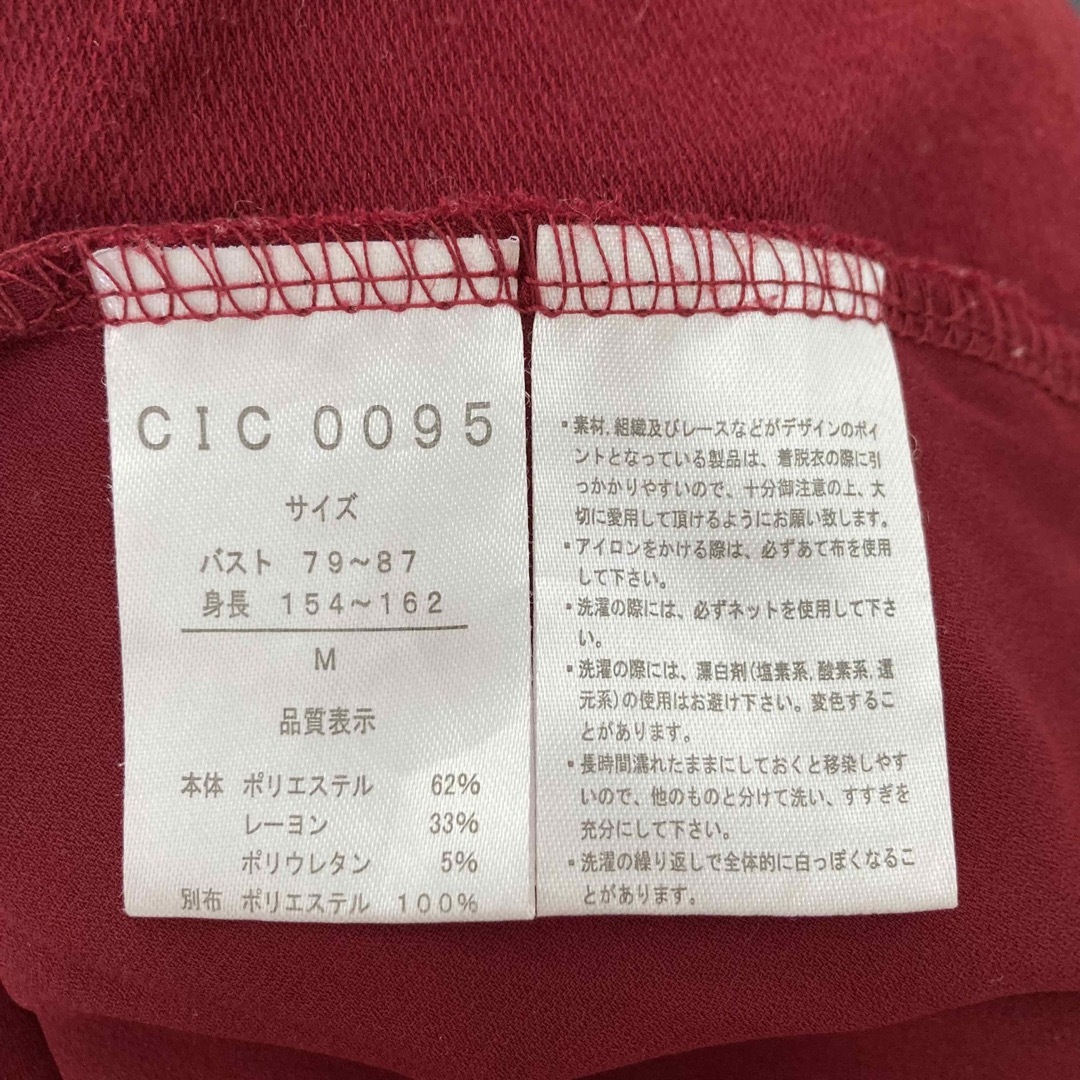 CIC 0095
サイズ
バスト 79～87
身長 154～162
M
品質表示
本体 ポリエステル 62%
レーヨン 33%
ポリウレタン 5%
別布 ポリエステル 100%
・素材，組織及びレースなどがデザインのポイ
ントとなっている製品は、着脱衣の際に引
っかかりやすいので、十分御注意の上、大
切に愛用して頂けるようにお願い致します。
・アイロンをかける際は、必ずあて布を使用
して下さい。
・洗濯の際には、必ずネットを使用して下さ
い。
・洗濯の際には、漂白剤(塩素系，酸素系，還
元系)の使用はお避け下さい。変色するこ
とがあります。
・長時間濡れたままにしておくと移染しやす
いので、他のものと分けて洗い、すすぎを
充分にして下さい。
・洗濯の繰り返しで全体的に白っぽくなるこ
とがあります。